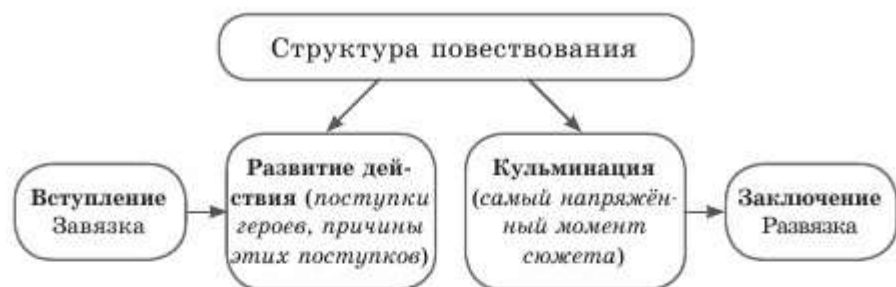 Структура повествования
Вступление
Завязка
Развитие дей-
ствия (поступки
героев, причины
этих поступков)
Кульминация
(самый напряжён-
ный момент
сюжета)
Заключение
Развязка